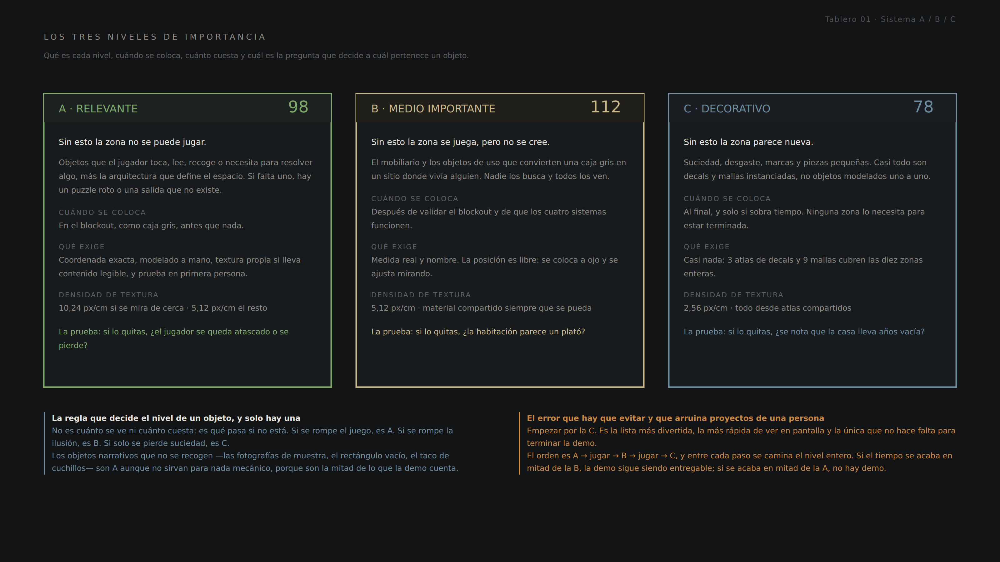 Tablero 01 · Sistema A / B / C
LOS TRES NIVELES DE IMPORTANCIA
Qué es cada nivel, cuándo se coloca, cuánto cuesta y cuál es la pregunta que decide a cuál pertenece un objeto.
A · RELEVANTE
98
Sin esto la zona no se puede jugar.
Objetos que el jugador toca, lee, recoge o necesita para resolver
algo, más la arquitectura que define el espacio. Si falta uno, hay
un puzzle roto o una salida que no existe.
CUÁNDO SE COLOCA
En el blockout, como caja gris, antes que nada.
QUÉ EXIGE
Coordenada exacta, modelado a mano, textura propia si lleva
contenido legible, y prueba en primera persona.
DENSIDAD DE TEXTURA
10,24 px/cm si se mira de cerca · 5,12 px/cm el resto
La prueba: si lo quitas, ¿el jugador se queda atascado o se
pierde?
B · MEDIO IMPORTANTE
112
Sin esto la zona se juega, pero no se cree.
El mobiliario y los objetos de uso que convierten una caja gris en
un sitio donde vivía alguien. Nadie los busca y todos los ven.
CUÁNDO SE COLOCA
Después de validar el blockout y de que los cuatro sistemas
funcionen.
QUÉ EXIGE
Medida real y nombre. La posición es libre: se coloca a ojo y se
ajusta mirando.
DENSIDAD DE TEXTURA
5,12 px/cm · material compartido siempre que se pueda
La prueba: si lo quitas, ¿la habitación parece un plató?
C · DECORATIVO
78
Sin esto la zona parece nueva.
Suciedad, desgaste, marcas y piezas pequeñas. Casi todo son
decals y mallas instanciadas, no objetos modelados uno a uno.
CUÁNDO SE COLOCA
Al final, y solo si sobra tiempo. Ninguna zona lo necesita para
estar terminada.
QUÉ EXIGE
Casi nada: 3 atlas de decals y 9 mallas cubren las diez zonas
enteras.
DENSIDAD DE TEXTURA
2,56 px/cm · todo desde atlas compartidos
La prueba: si lo quitas, ¿se nota que la casa lleva años vacía?
La regla que decide el nivel de un objeto, y solo hay una
No es cuánto se ve ni cuánto cuesta: es qué pasa si no está. Si se rompe el juego, es A. Si se rompe la
ilusión, es B. Si solo se pierde suciedad, es C.
Los objetos narrativos que no se recogen —las fotografías de muestra, el rectángulo vacío, el taco de
cuchillos— son A aunque no sirvan para nada mecánico, porque son la mitad de lo que la demo cuenta.
El error que hay que evitar y que arruina proyectos de una persona
Empezar por la C. Es la lista más divertida, la más rápida de ver en pantalla y la única que no hace falta para
terminar la demo.
El orden es A → jugar → B → jugar → C, y entre cada paso se camina el nivel entero. Si el tiempo se acaba en
mitad de la B, la demo sigue siendo entregable; si se acaba en mitad de la A, no hay demo.